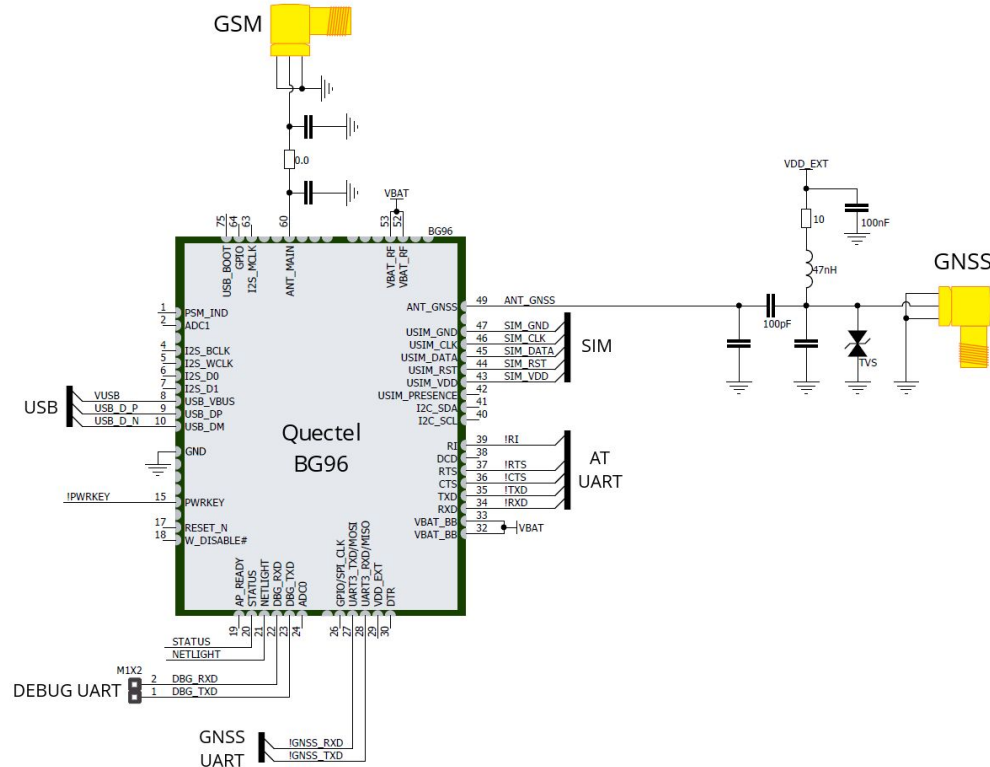 GSM
0.0
VBAT
75
64
63
60
53
52
BG96
USB_BOOT
GPIO
I2S_MCLK
ANT_MAIN
VBAT_RF
VBAT_RF
VDD_EXT
10
100nF
47nH
GNSS
100pF
TVS
1 PSM_IND
2 ADC1
4 I2S_BCLK
5 I2S_WCLK
6 I2S_D0
7 I2S_D1
USB
VUSB 8 USB_VBUS
USB_D_P 9 USB_DP
USB_D_N 10 USB_DM
GND
!PWRKEY 15 PWRKEY
17 RESET_N
18 W_DISABLE#
Quectel
BG96
ANT_GNSS 49 ANT_GNSS
USIM_GND 47 SIM_GND
USIM_CLK 46 SIM_CLK
USIM_DATA 45 SIM_DATA
USIM_RST 44 SIM_RST
USIM_VDD 43 SIM_VDD
SIM
USIM_PRESENCE 42
I2C_SDA 41
I2C_SCL 40
RI 39 !RI
DCD 38
RTS 37 !RTS
CTS 36 !CTS
TXD 35 !TXD
RXD 34 !RXD
AT
UART
VBAT_BB 33
VBAT_BB 32
VBAT
AP_READY
STATUS
NETLIGHT
DBG_RXD
DBG_TXD
ADC0
GPIO/SPI_CLK
UART3_TXD/MOSI
UART3_RXD/MISO
VDD_EXT
DTR
19
20
21
22
23
24
26
27
28
29
30
STATUS
NETLIGHT
M1X2
DEBUG UART
2 DBG_RXD
1 DBG_TXD
GNSS
UART
!GNSS_RXD
!GNSS_TXD